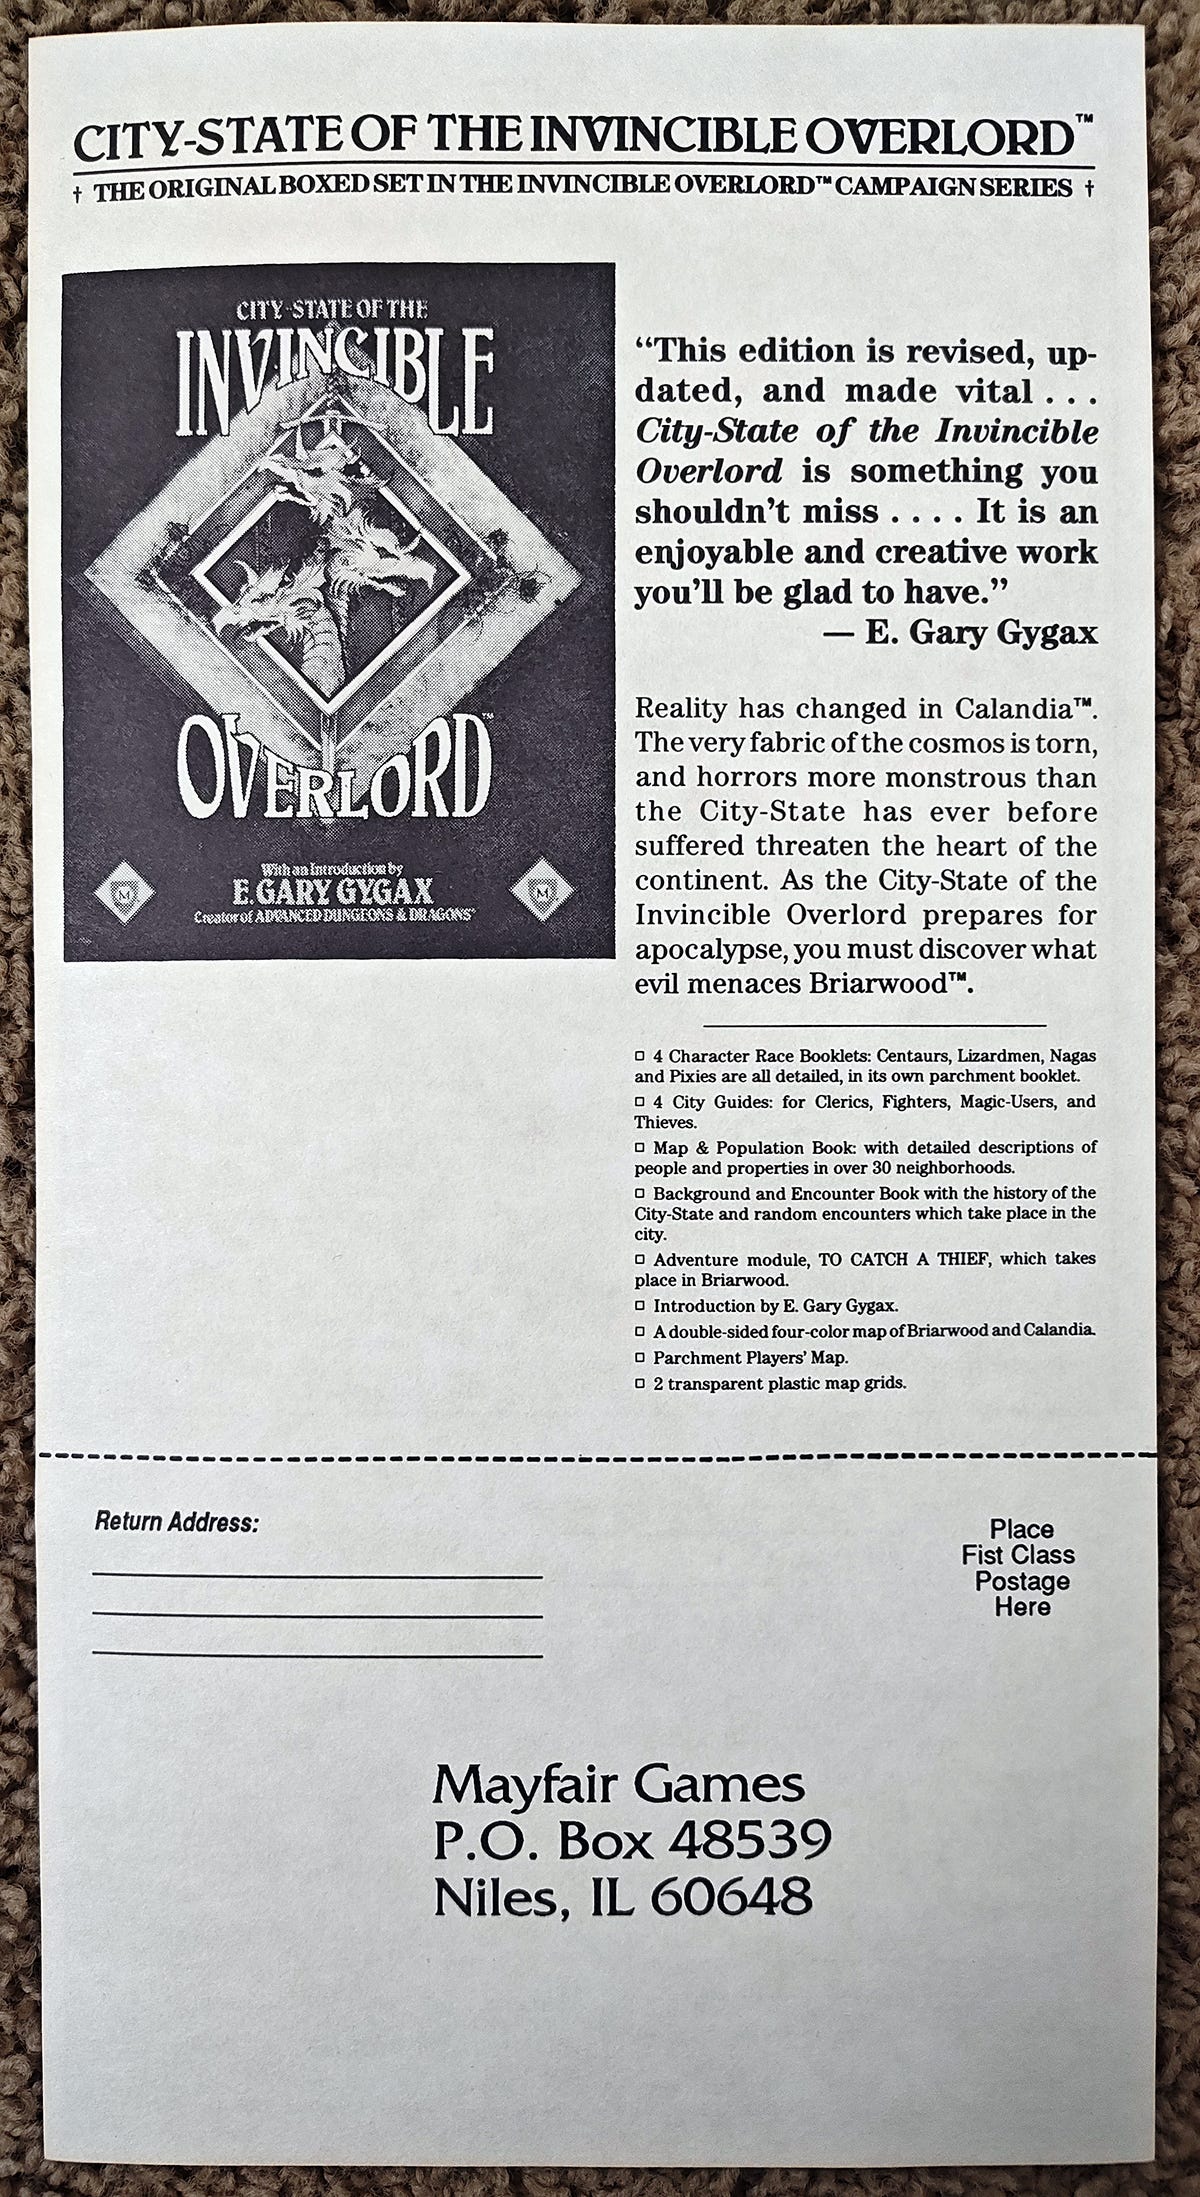 CITY-STATE OF THE INVINCIBLE OVERLORD™
† THE ORIGINAL BOXED SET IN THE INVINCIBLE OVERLORD™ CAMPAIGN SERIES †
CITY-STATE OF THE
INVINCIBLE
OVERLORD™
With an Introduction by
E. GARY GYGAX
Creator of ADVANCED DUNGEONS & DRAGONS®
M
M
“This edition is revised, up-
dated, and made vital . . .
City-State of the Invincible
Overlord is something you
shouldn’t miss . . . . It is an
enjoyable and creative work
you’ll be glad to have.”
— E. Gary Gygax
Reality has changed in Calandia™.
The very fabric of the cosmos is torn,
and horrors more monstrous than
the City-State has ever before
suffered threaten the heart of the
continent. As the City-State of the
Invincible Overlord prepares for
apocalypse, you must discover what
evil menaces Briarwood™.
□ 4 Character Race Booklets: Centaurs, Lizardmen, Nagas
and Pixies are all detailed, in its own parchment booklet.
□ 4 City Guides: for Clerics, Fighters, Magic-Users, and
Thieves.
□ Map & Population Book: with detailed descriptions of
people and properties in over 30 neighborhoods.
□ Background and Encounter Book with the history of the
City-State and random encounters which take place in the
city.
□ Adventure module, TO CATCH A THIEF, which takes
place in Briarwood.
□ Introduction by E. Gary Gygax.
□ A double-sided four-color map of Briarwood and Calandia.
□ Parchment Players’ Map.
□ 2 transparent plastic map grids.
Return Address:
Place
Fist Class
Postage
Here
Mayfair Games
P.O. Box 48539
Niles, IL 60648